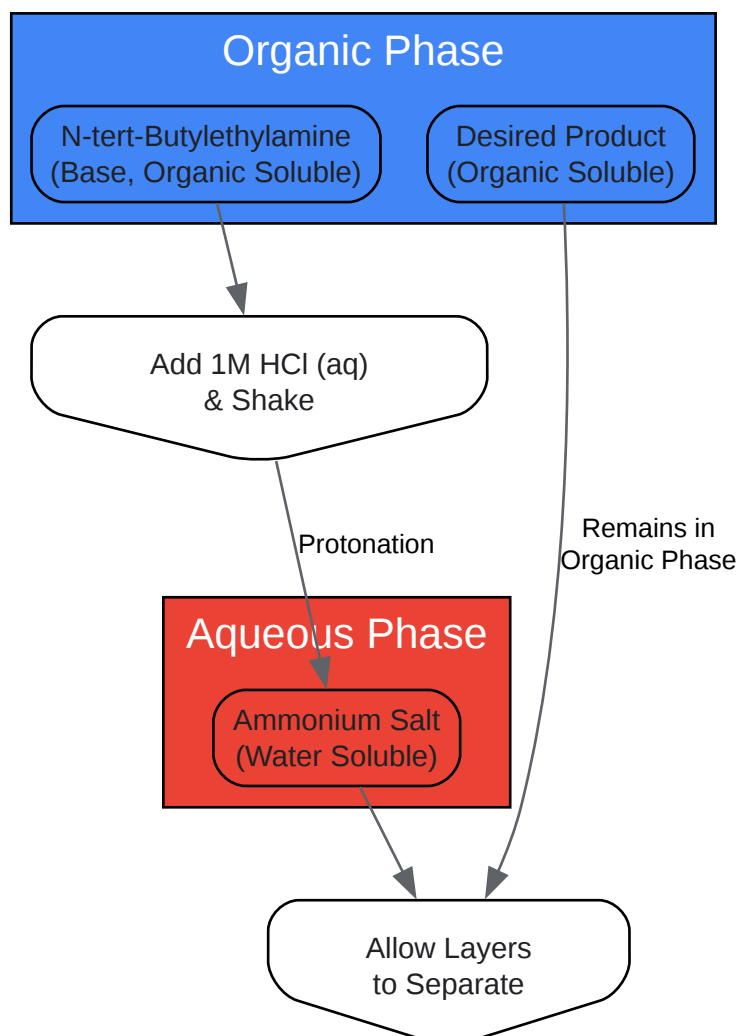 Organic Phase
N-tert-Butylethylamine
(Base, Organic Soluble)
Desired Product
(Organic Soluble)
Add 1M HCl (aq)
& Shake
Protonation
Remains in
Organic Phase
Aqueous Phase
Ammonium Salt
(Water Soluble)
Allow Layers
to Separate